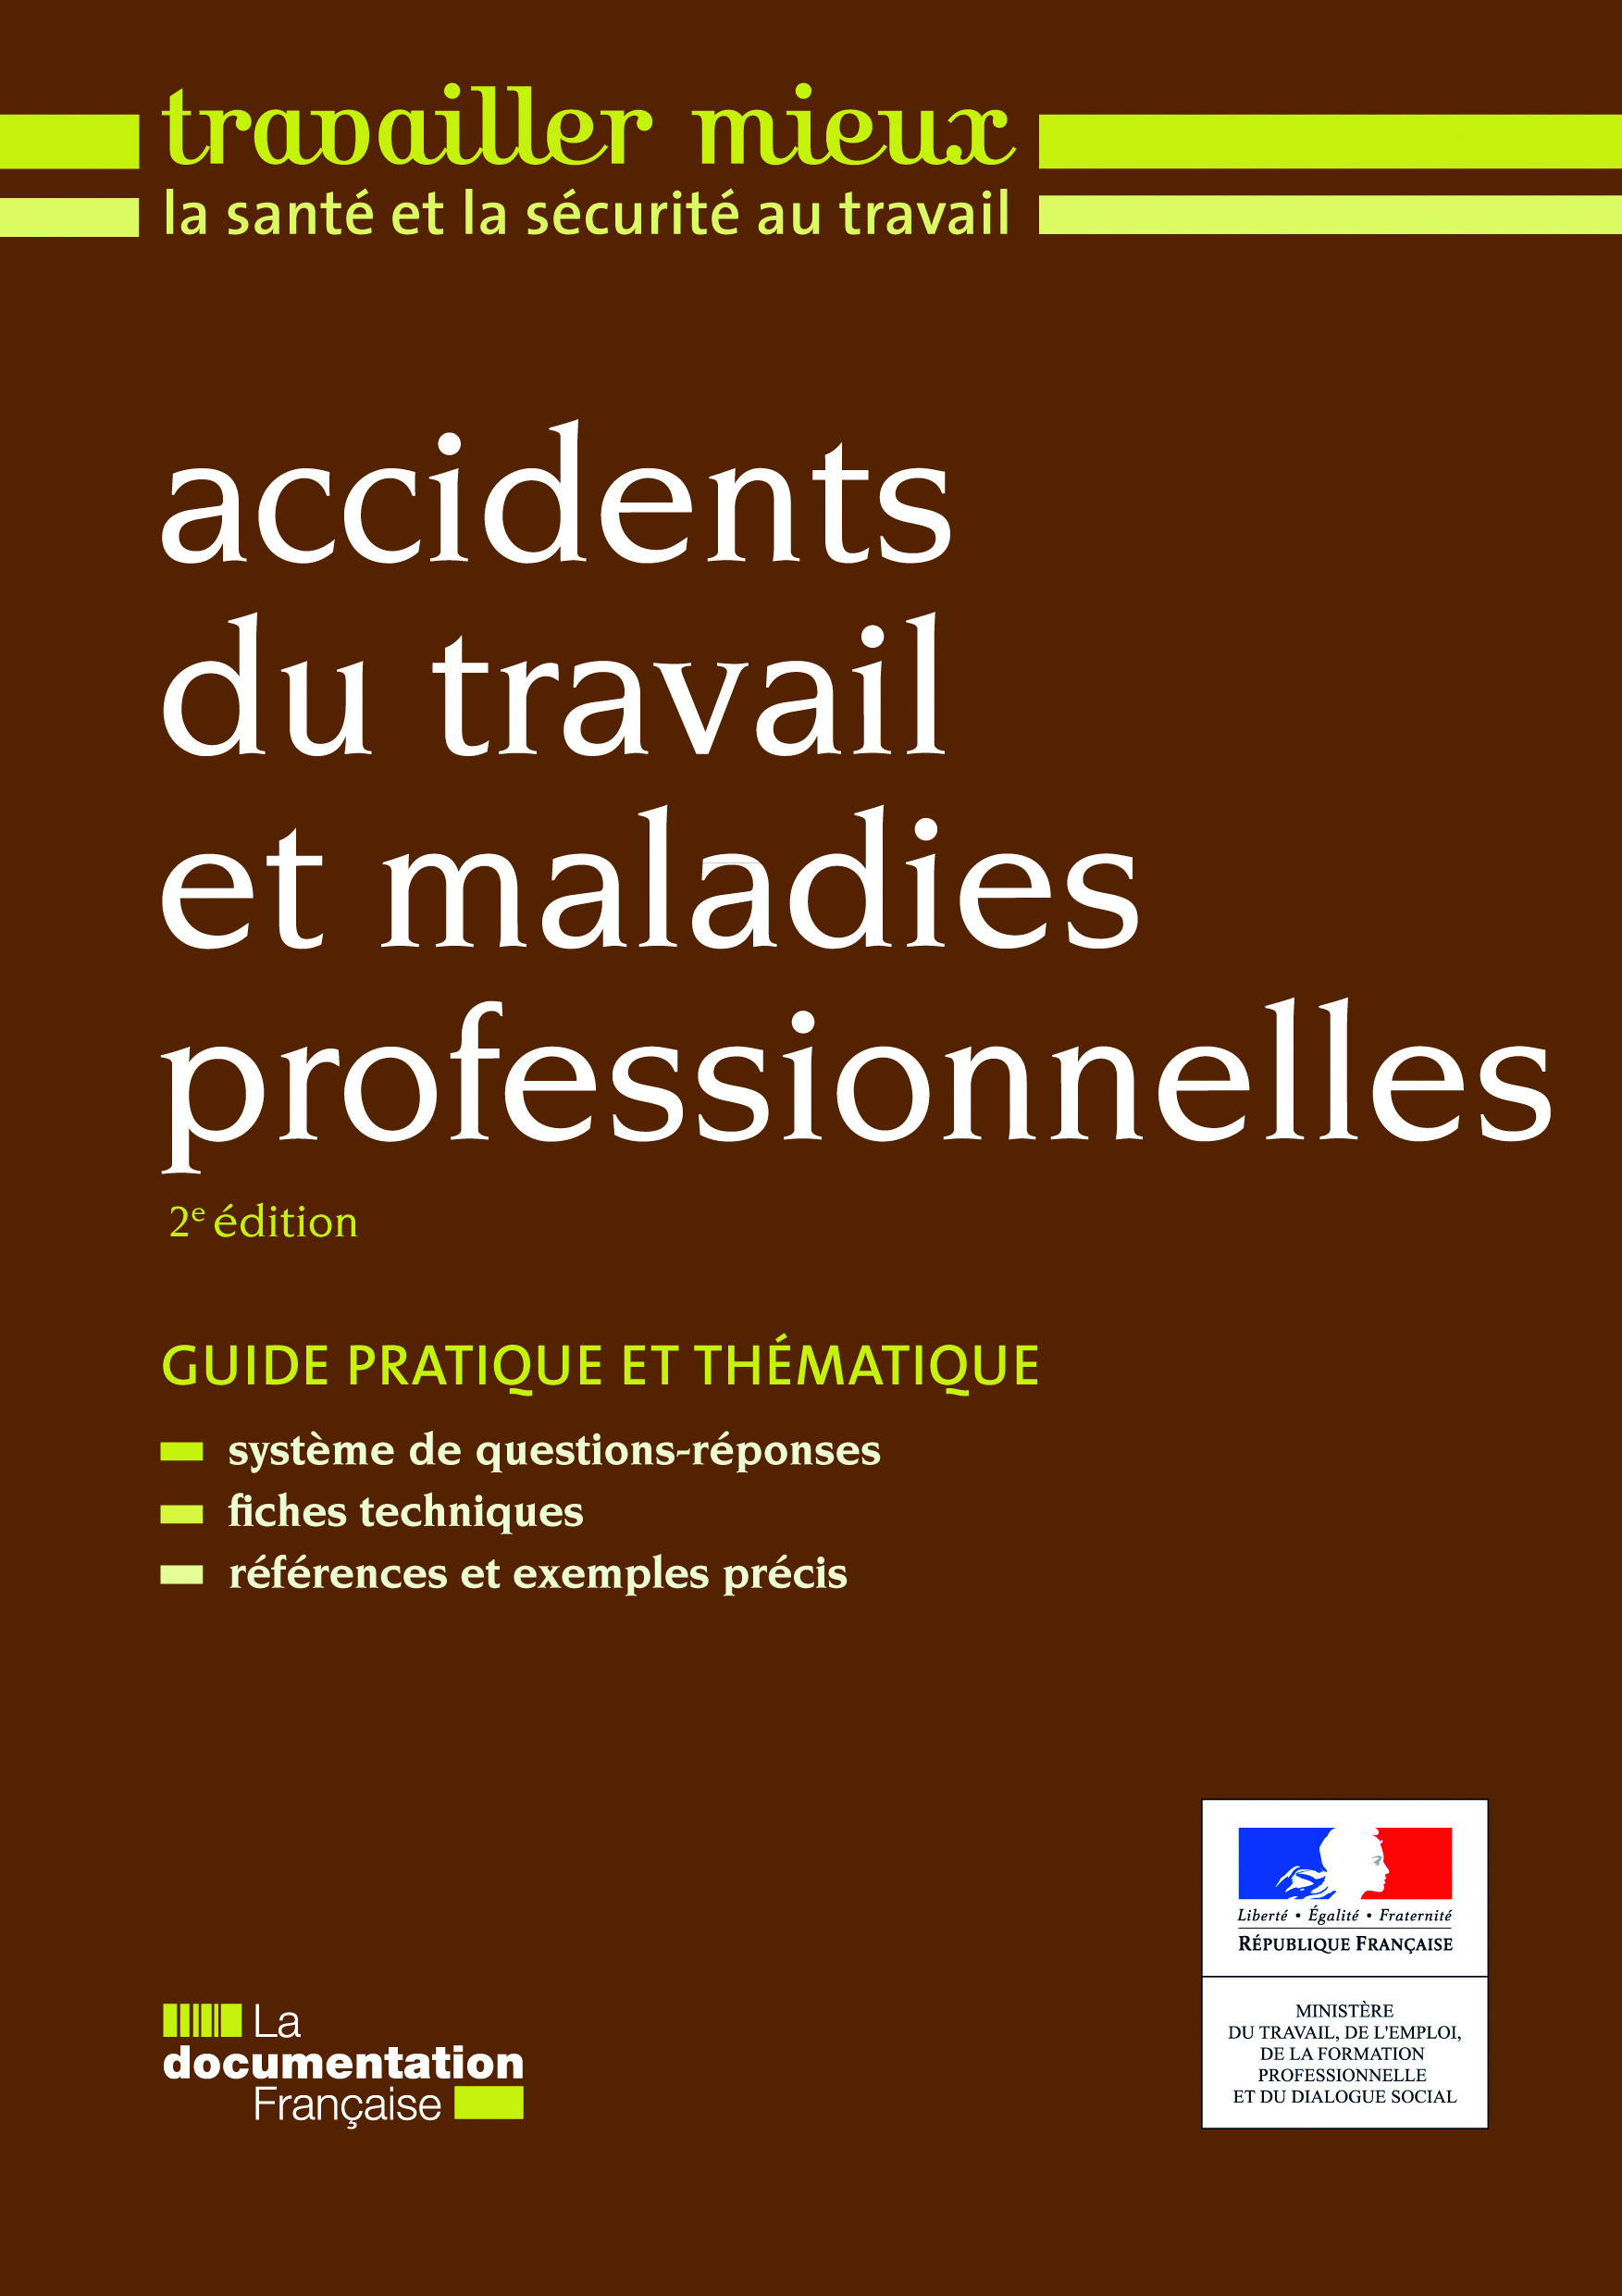 travailler mieux
la santé et la sécurité au travail
accidents
du travail
et maladies
professionnelles
2e édition
GUIDE PRATIQUE ET THÉMATIQUE
système de questions-réponses
fiches techniques
références et exemples précis
Liberté • Égalité • Fraternité
RÉPUBLIQUE FRANÇAISE
MINISTÈRE
DU TRAVAIL, DE L'EMPLOI,
DE LA FORMATION
PROFESSIONNELLE
ET DU DIALOGUE SOCIAL
La
documentation
Française